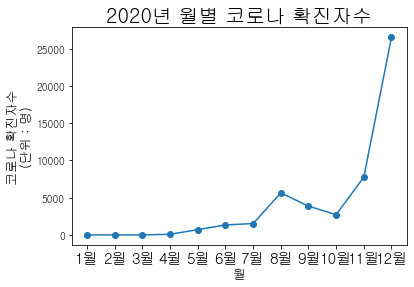 2020년 월별 코로나 확진자수
코로나 확진자수
(단위 : 명)
25000
20000
15000
10000
5000
0
1월 2월 3월 4월 5월 6월 7월 8월 9월 10월 11월 12월
월